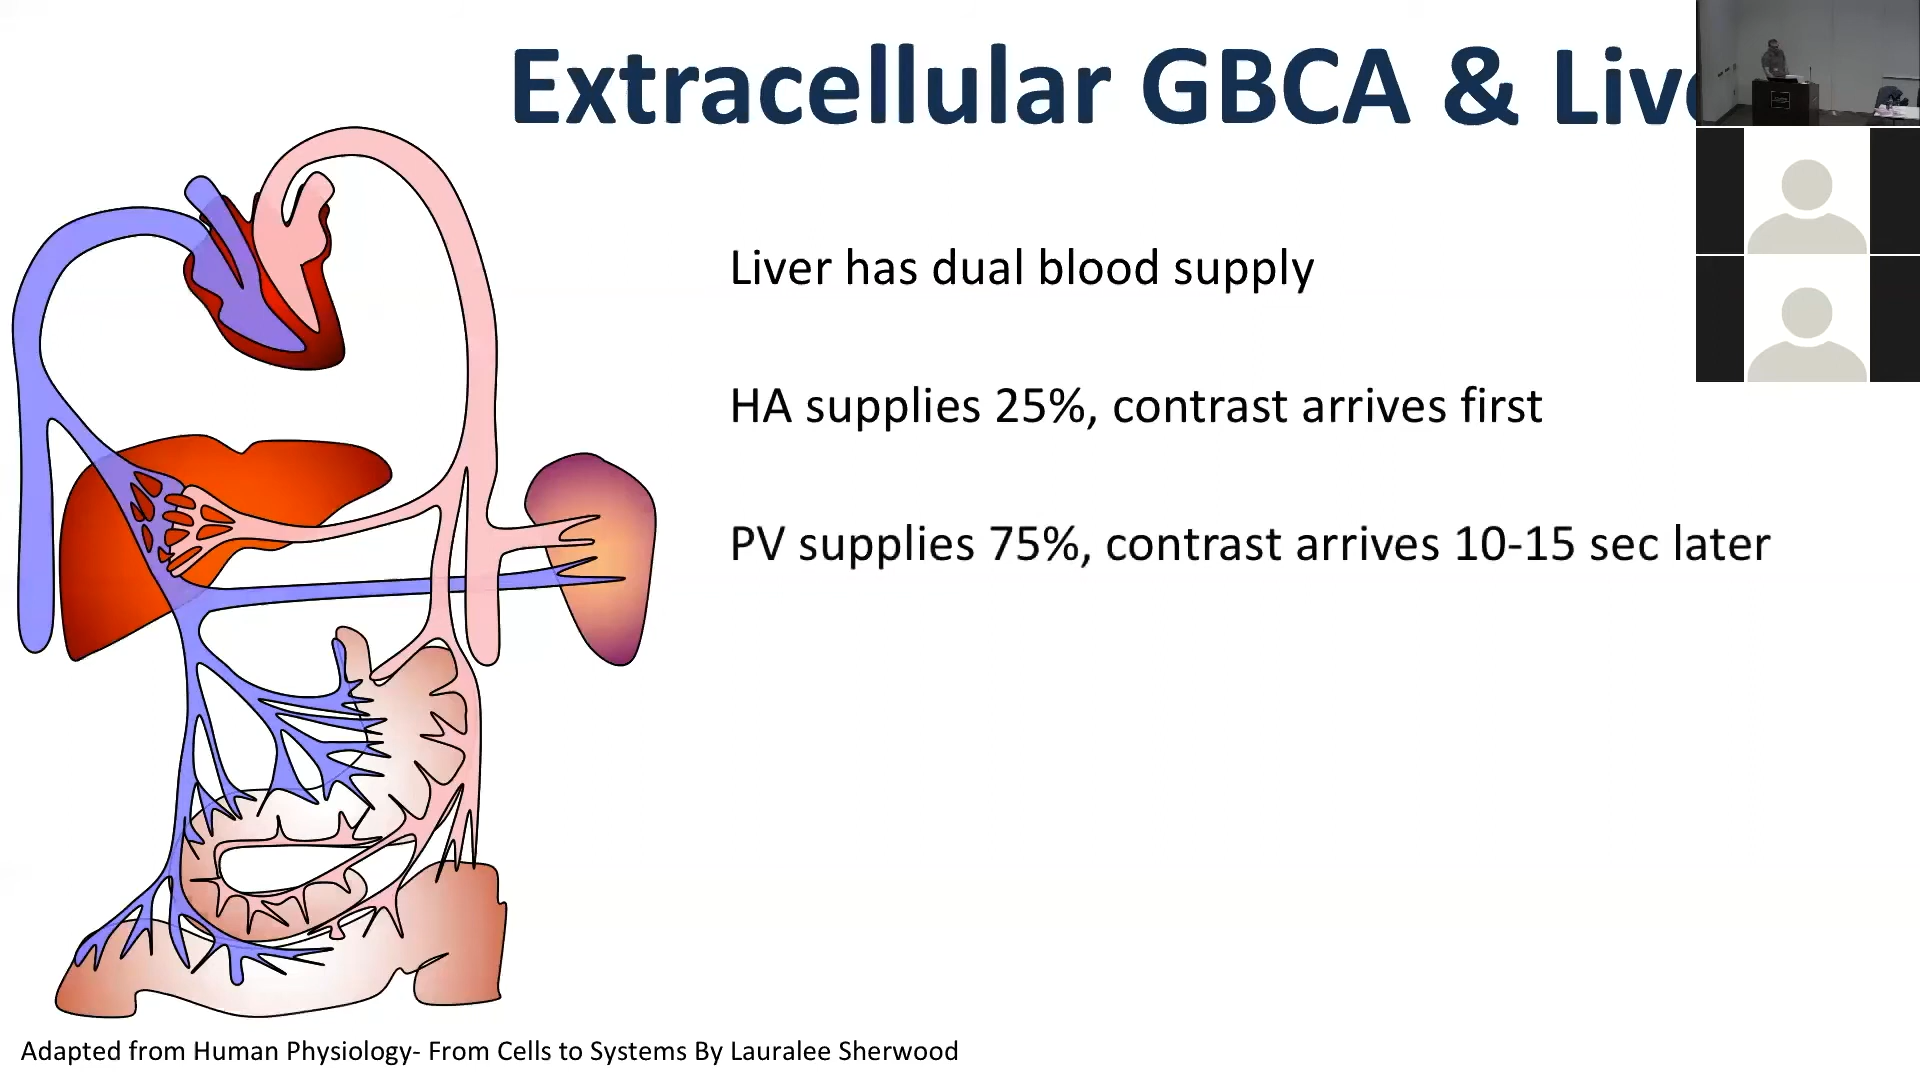 Extracellular GBCA & Liv
Liver has dual blood supply
HA supplies 25%, contrast arrives first
PV supplies 75%, contrast arrives 10-15 sec later
Adapted from Human Physiology- From Cells to Systems By Lauralee Sherwood